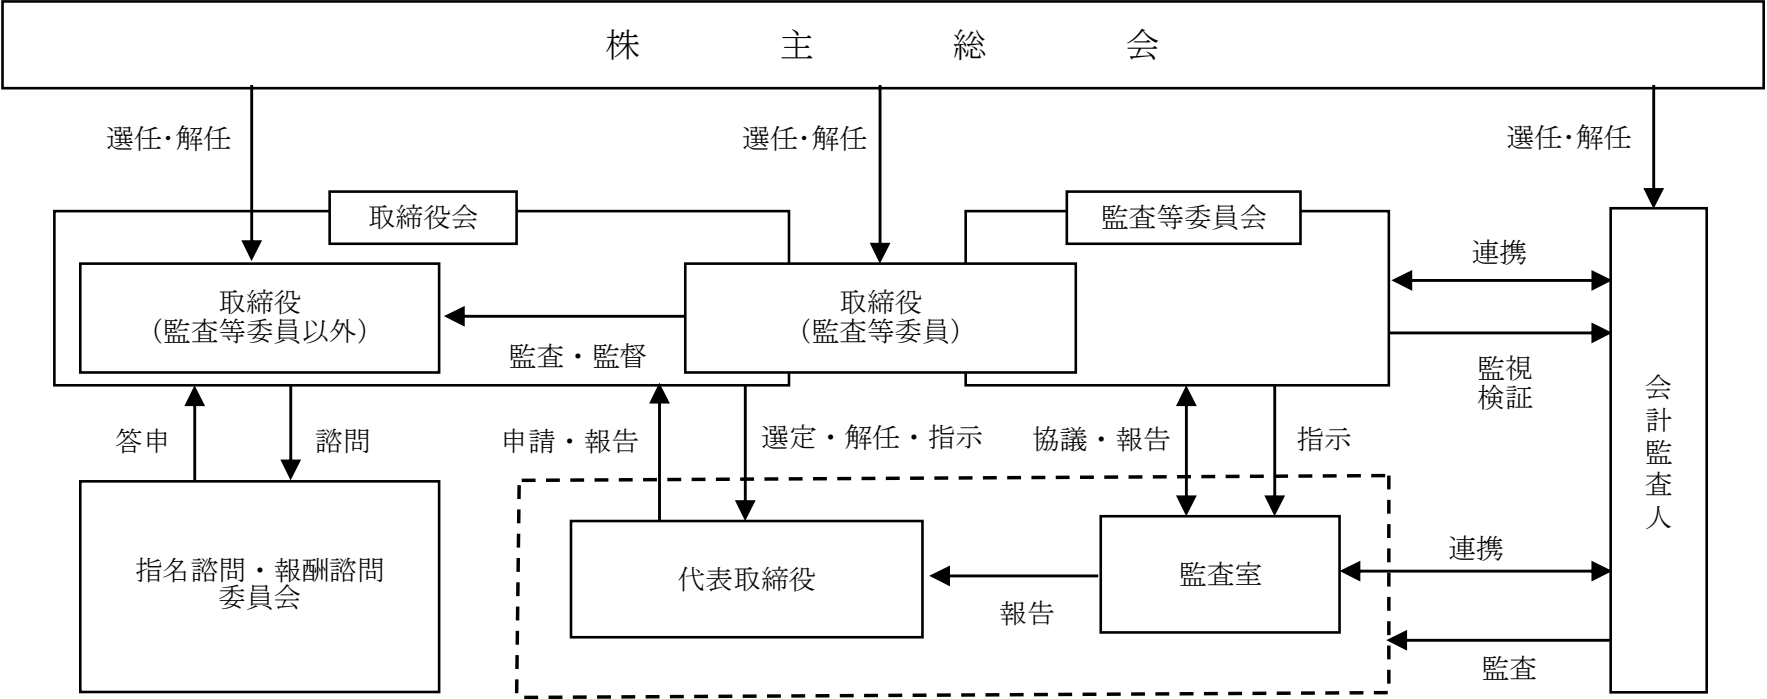 株主総会
選任・解任
選任・解任
選任・解任
取締役会
監査等委員会
取締役
（監査等委員以外）
取締役
（監査等委員）
監査・監督
連携
監視
検証
会計監査人
答申
諮問
申請・報告
選定・解任・指示
協議・報告
指示
指名諮問・報酬諮問
委員会
代表取締役
監査室
報告
連携
監査